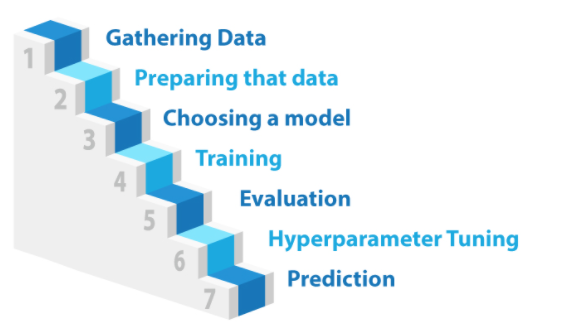 1 Gathering Data
2 Preparing that data
3 Choosing a model
4 Training
5 Evaluation
6 Hyperparameter Tuning
7 Prediction